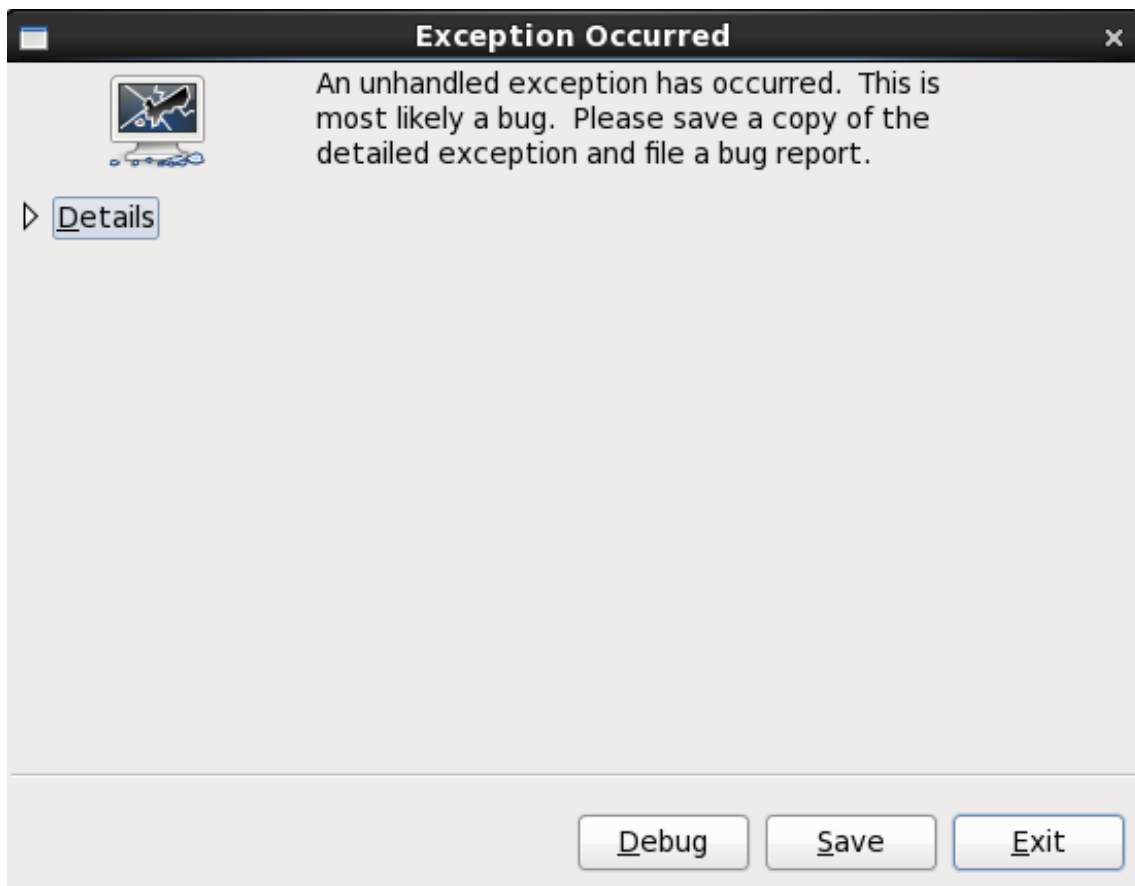 Exception Occurred
An unhandled exception has occurred.  This is
most likely a bug.  Please save a copy of the
detailed exception and file a bug report.
Details
Debug
Save
Exit